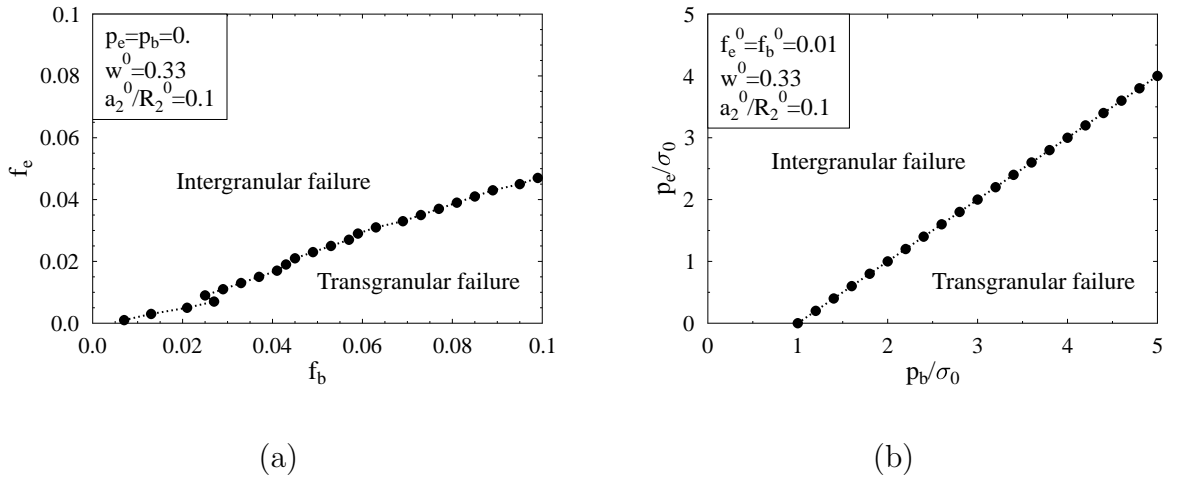 0.1
0.08
0.06
0.04
0.02
0.0
f_e
p_e=p_b=0.
w^0=0.33
a_2^0/R_2^0=0.1
Intergranular failure
Transgranular failure
0.0 0.02 0.04 0.06 0.08 0.1
f_b
(a)
5
4
3
2
1
0
p_e/σ_0
f_e^0=f_b^0=0.01
w^0=0.33
a_2^0/R_2^0=0.1
Intergranular failure
Transgranular failure
0 1 2 3 4 5
p_b/σ_0
(b)